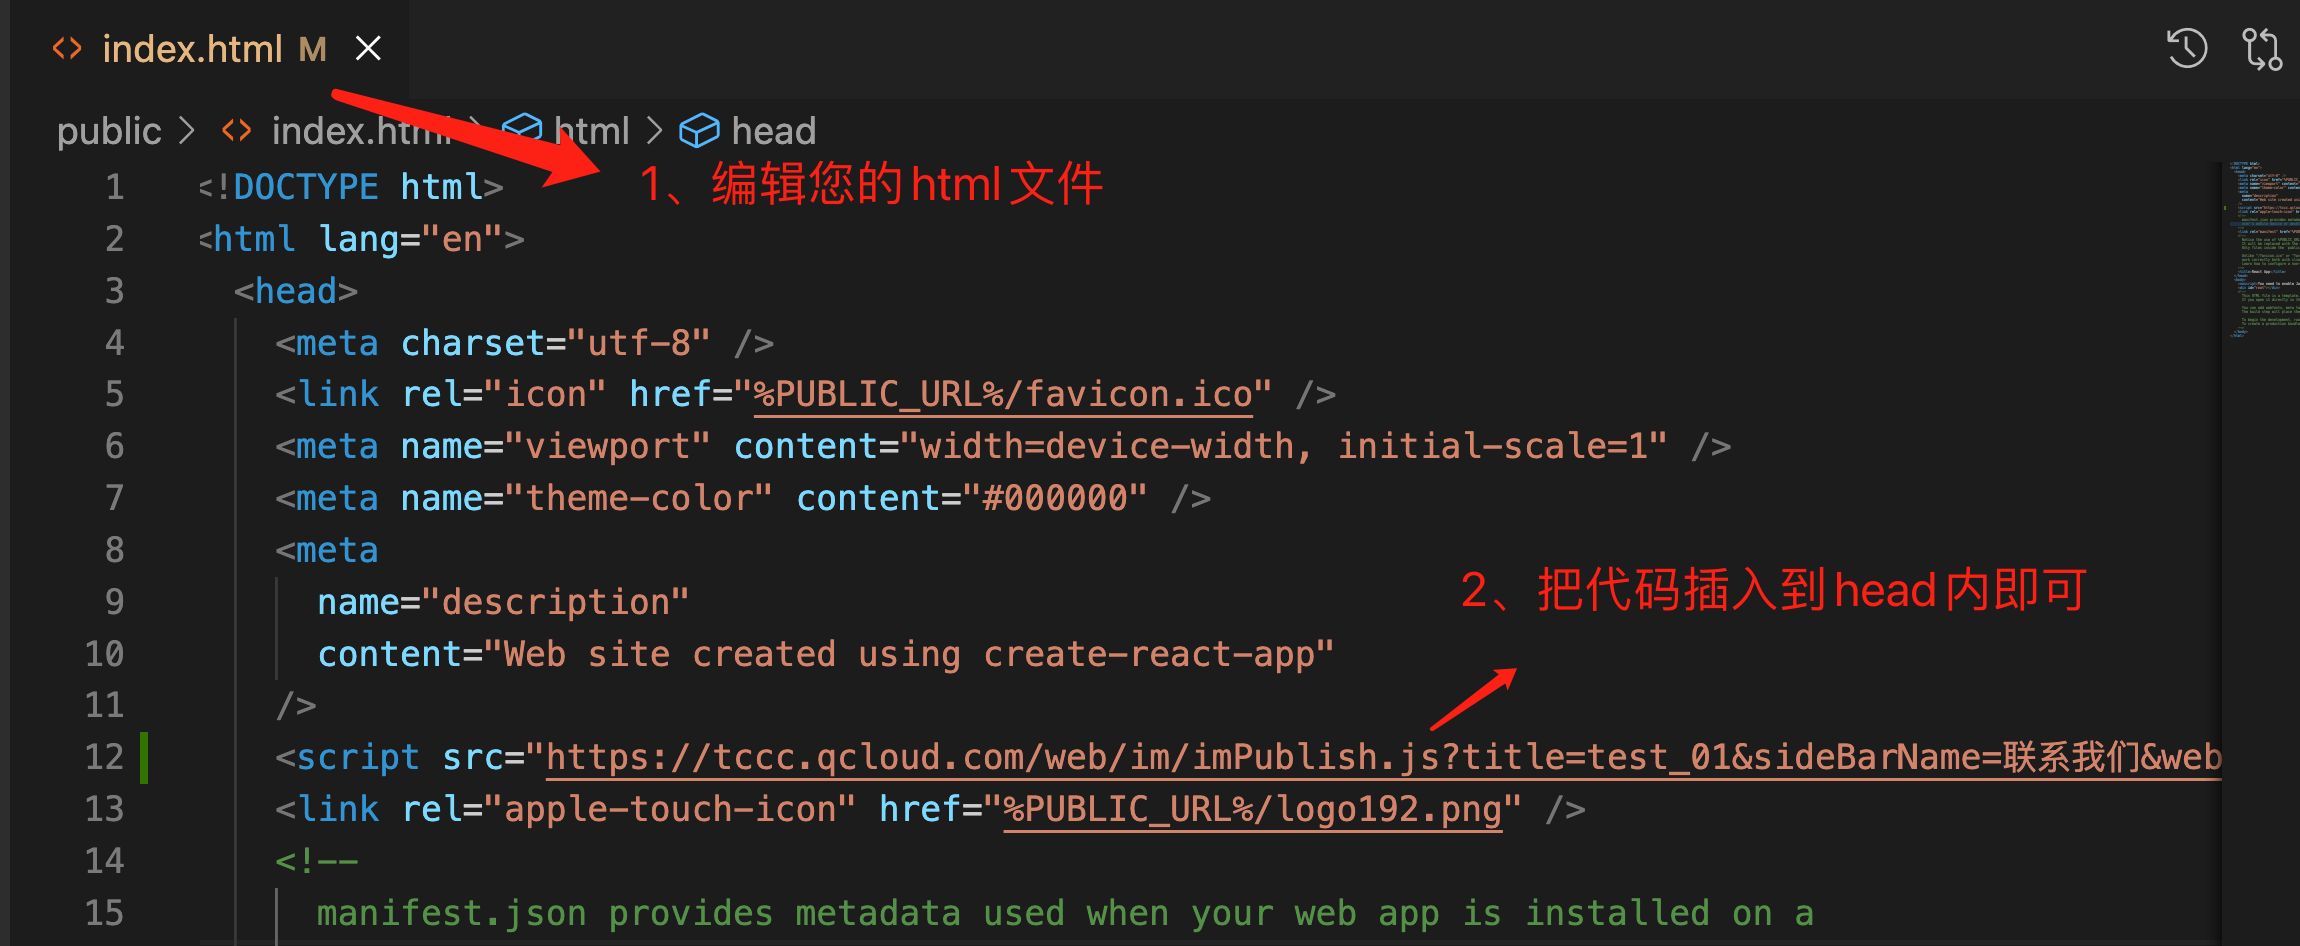 index.html M
public > index.html > html > head
1、编辑您的html文件
1 <!DOCTYPE html>
2 <html lang="en">
3 <head>
4 <meta charset="utf-8" />
5 <link rel="icon" href="%PUBLIC_URL%/favicon.ico" />
6 <meta name="viewport" content="width=device-width, initial-scale=1" />
7 <meta name="theme-color" content="#000000" />
8 <meta
9 name="description"
2、把代码插入到head内即可
10 content="Web site created using create-react-app"
11 />
12 <script src="https://tccc.qcloud.com/web/im/imPublish.js?title=test_01&sideBarName=联系我们&web
13 <link rel="apple-touch-icon" href="%PUBLIC_URL%/logo192.png" />
14 <!--
15 manifest.json provides metadata used when your web app is installed on a